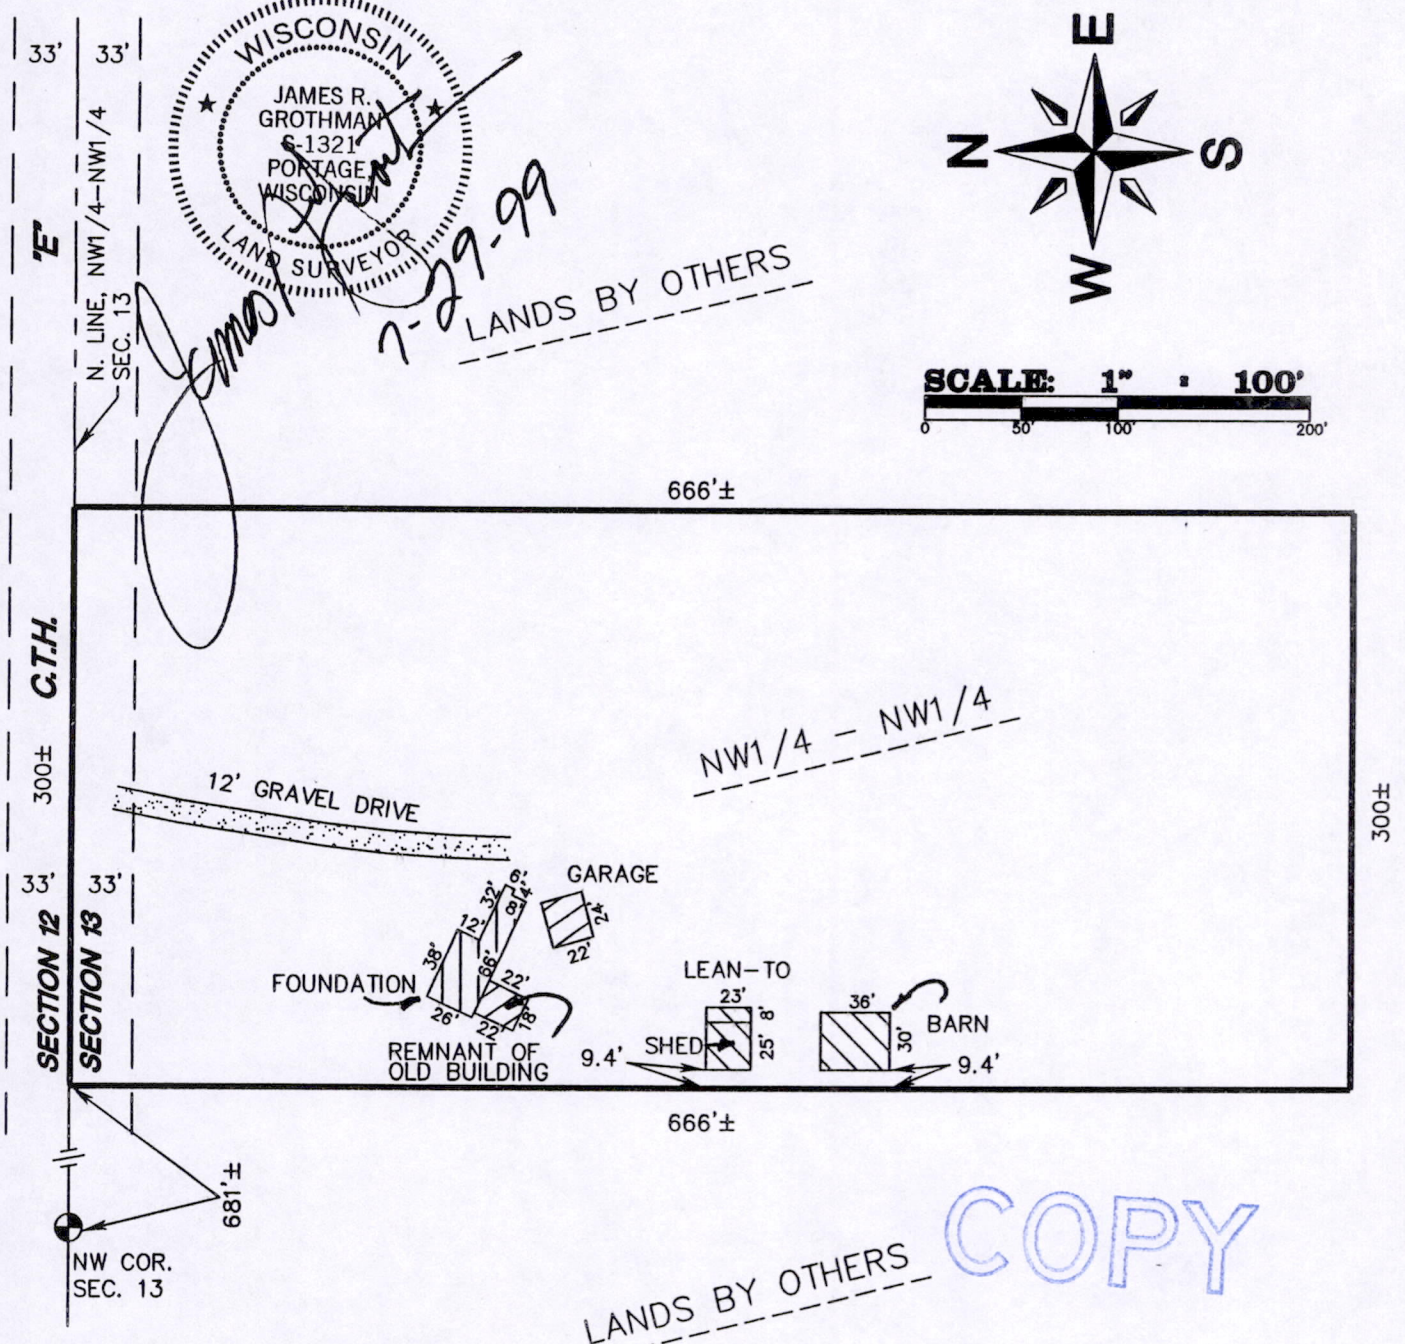 33'
33'
WISCONSIN
JAMES R.
GROTHMAN
S-1321
PORTAGE,
WISCONSIN
LAND SURVEYOR
James
7-29-99
"E"
N. LINE, NW1/4-NW1/4
SEC. 13
LANDS BY OTHERS
E
N
S
W
SCALE: 1" = 100'
0
50'
100'
200'
666'±
C.T.H.
300±
300±
NW1/4 - NW1/4
12' GRAVEL DRIVE
33'
33'
SECTION 12
SECTION 13
GARAGE
24'
22'
6'
32'
14'
8'
12'
38'
66'
22'
FOUNDATION
26'
22'
18'
REMNANT OF
OLD BUILDING
LEAN-TO
23'
8'
SHED
25'
9.4'
36'
30'
BARN
9.4'
666'±
681'±
NW COR.
SEC. 13
COPY
LANDS BY OTHERS